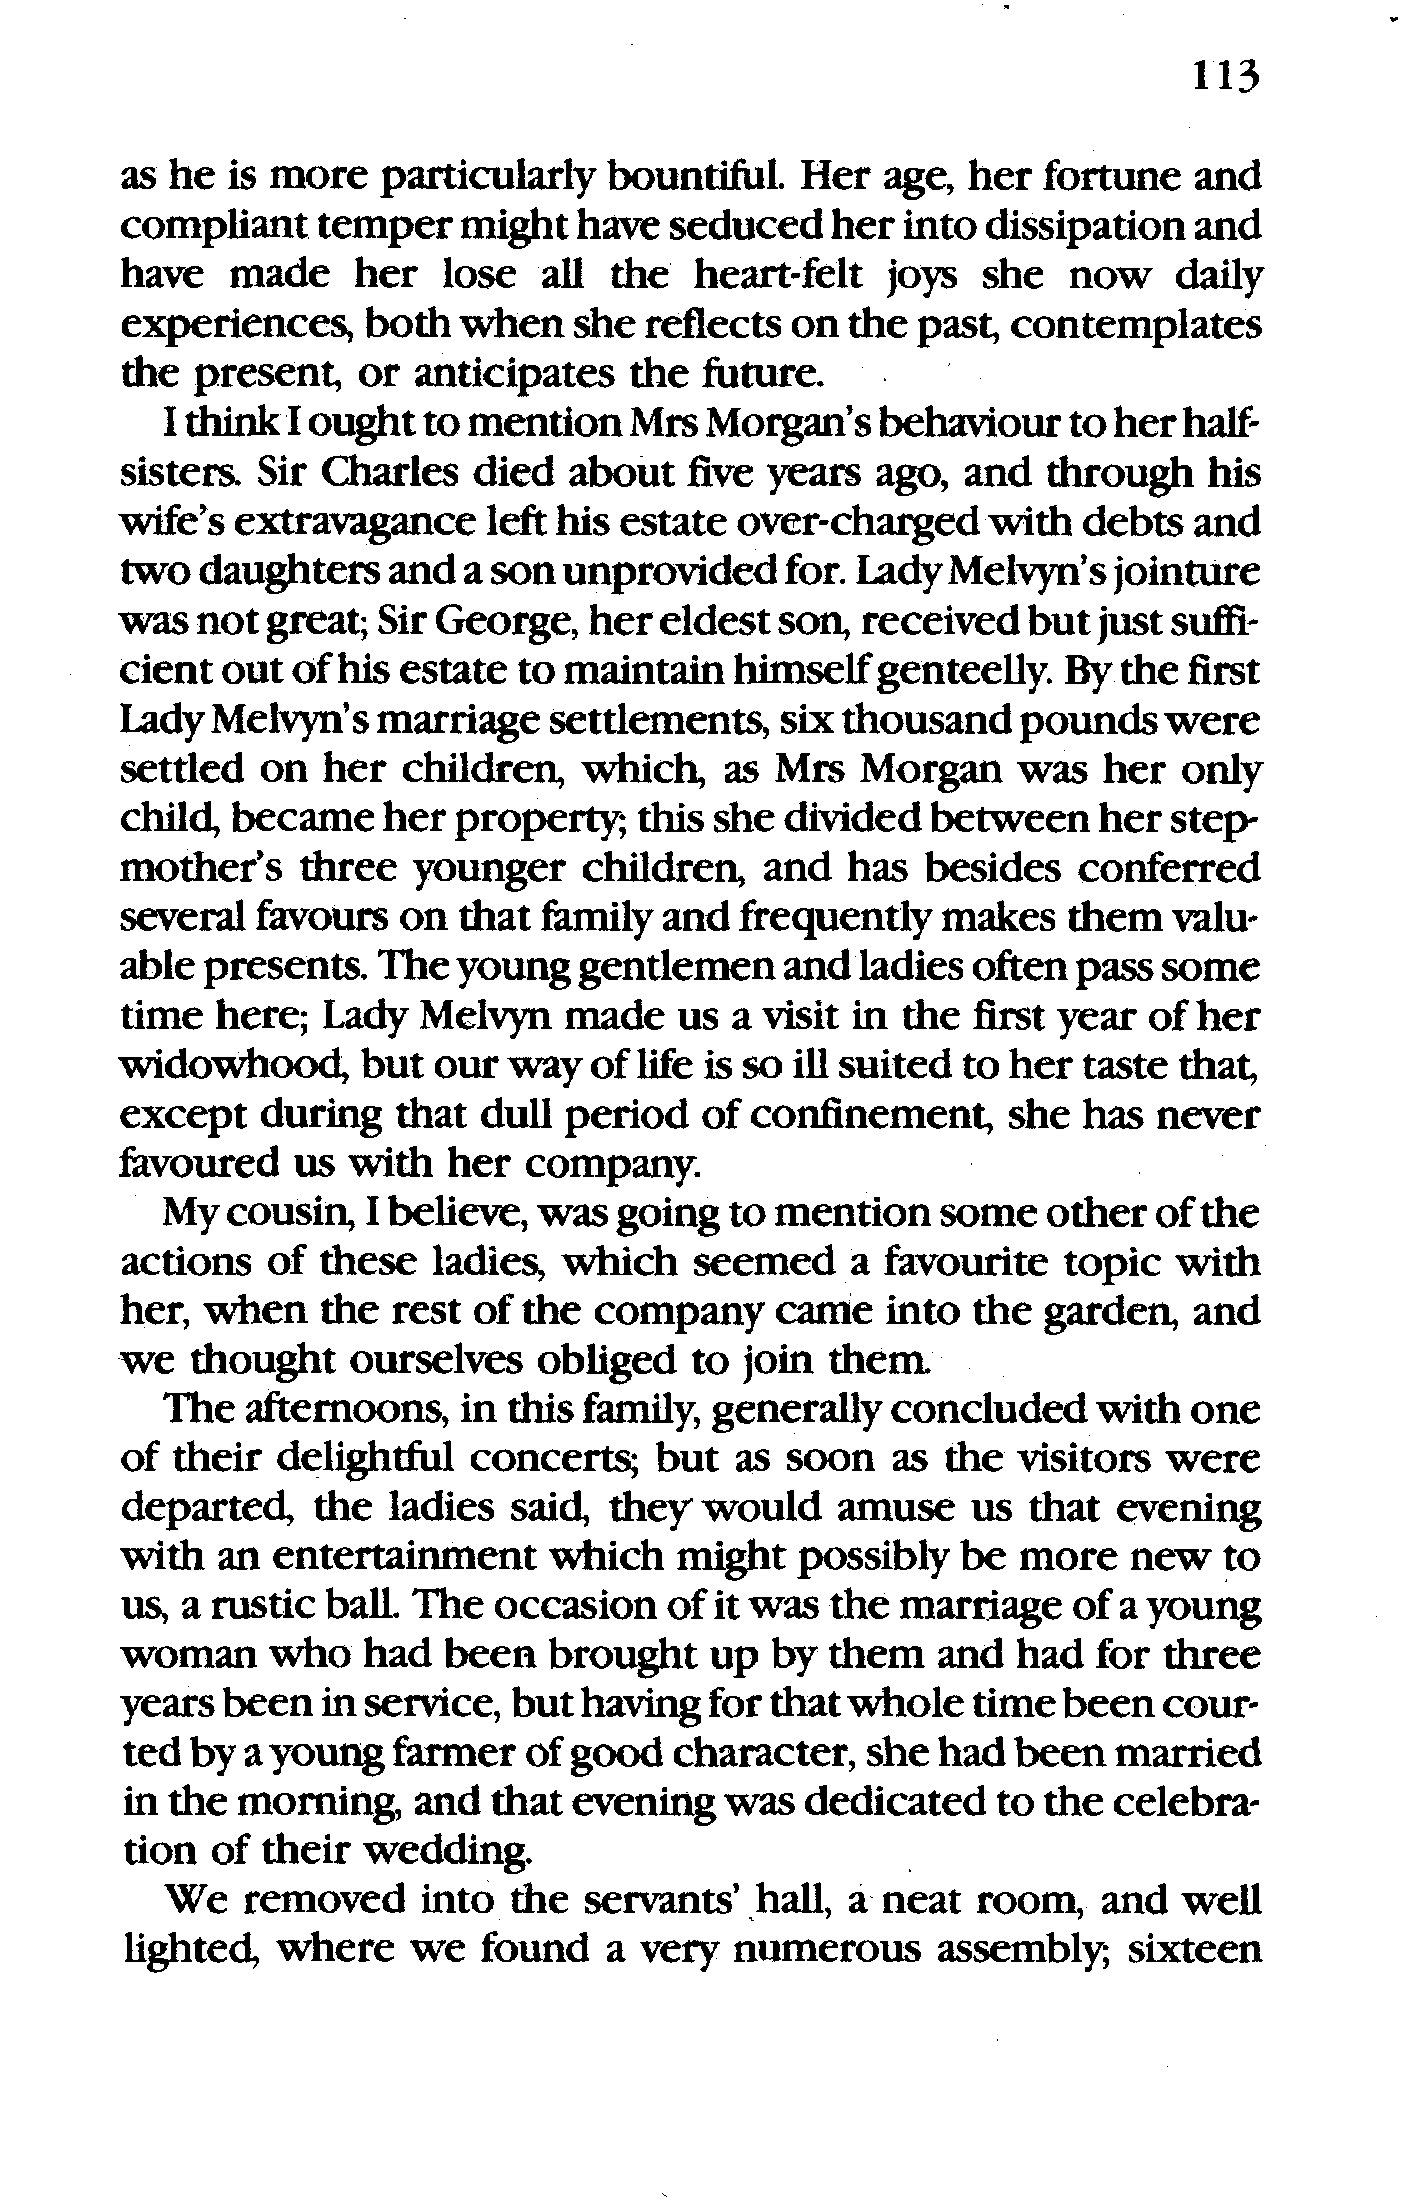 113
as he is more particularly bountiful. Her age, her fortune and
compliant temper might have seduced her into dissipation and
have made her lose all the heart-felt joys she now daily
experiences, both when she reflects on the past, contemplates
the present, or anticipates the future.
I think I ought to mention Mrs Morgan's behaviour to her half-
sisters. Sir Charles died about five years ago, and through his
wife's extravagance left his estate over-charged with debts and
two daughters and a son unprovided for. Lady Melvyn's jointure
was not great; Sir George, her eldest son, received but just suffi-
cient out of his estate to maintain himself genteelly. By the first
Lady Melvyn's marriage settlements, six thousand pounds were
settled on her children, which, as Mrs Morgan was her only
child, became her property; this she divided between her step-
mother's three younger children, and has besides conferred
several favours on that family and frequently makes them valu-
able presents. The young gentlemen and ladies often pass some
time here; Lady Melvyn made us a visit in the first year of her
widowhood, but our way of life is so ill suited to her taste that,
except during that dull period of confinement, she has never
favoured us with her company.
My cousin, I believe, was going to mention some other of the
actions of these ladies, which seemed a favourite topic with
her, when the rest of the company came into the garden, and
we thought ourselves obliged to join them.
The afternoons, in this family, generally concluded with one
of their delightful concerts; but as soon as the visitors were
departed, the ladies said, they would amuse us that evening
with an entertainment which might possibly be more new to
us, a rustic ball. The occasion of it was the marriage of a young
woman who had been brought up by them and had for three
years been in service, but having for that whole time been cour-
ted by a young farmer of good character, she had been married
in the morning, and that evening was dedicated to the celebra-
tion of their wedding.
We removed into the servants' hall, a neat room, and well
lighted, where we found a very numerous assembly; sixteen